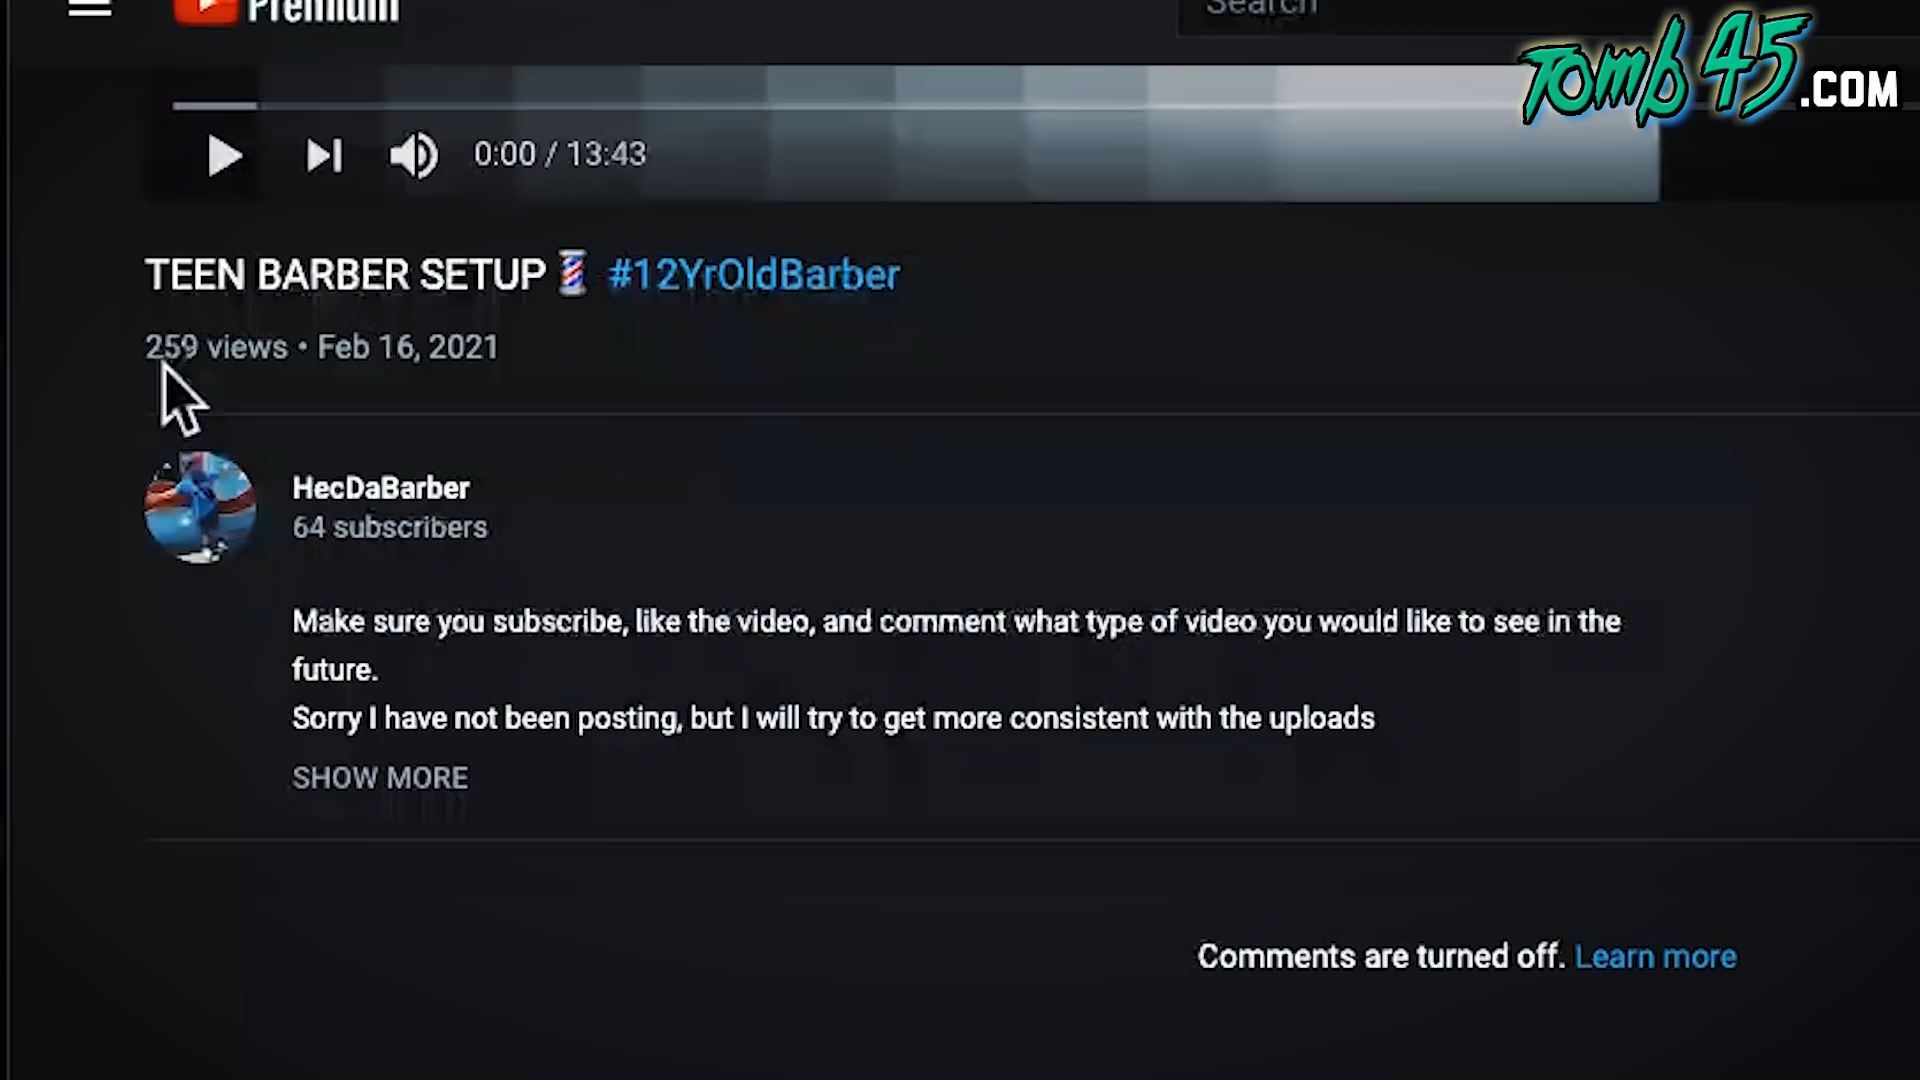 Premium
Search
Tomb 45.COM
0:00 / 13:43
TEEN BARBER SETUP💈 #12YrOldBarber
259 views • Feb 16, 2021
HecDaBarber
64 subscribers
Make sure you subscribe, like the video, and comment what type of video you would like to see in the
future.
Sorry I have not been posting, but I will try to get more consistent with the uploads
SHOW MORE
Comments are turned off. Learn more